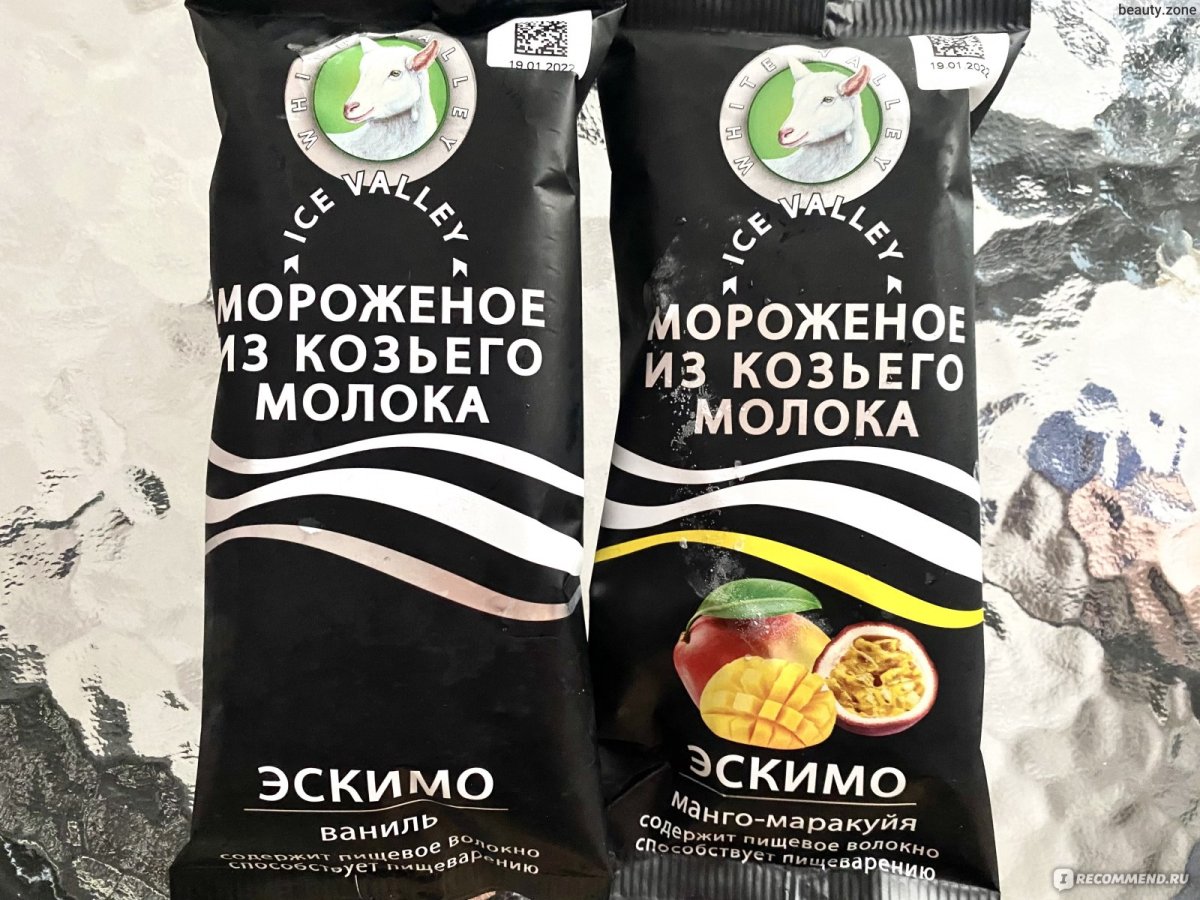 beauty.zone
19.01.2022
WHITE VALLEY
ICE VALLEY
МОРОЖЕНОЕ
ИЗ КОЗЬЕГО
МОЛОКА
ЭСКИМО
ваниль
содержит пищевое волокно
способствует пищеварению
19.01.2022
WHITE VALLEY
ICE VALLEY
МОРОЖЕНОЕ
ИЗ КОЗЬЕГО
МОЛОКА
ЭСКИМО
манго-маракуйя
содержит пищевое волокно
способствует пищеварению
IRECOMMEND.RU